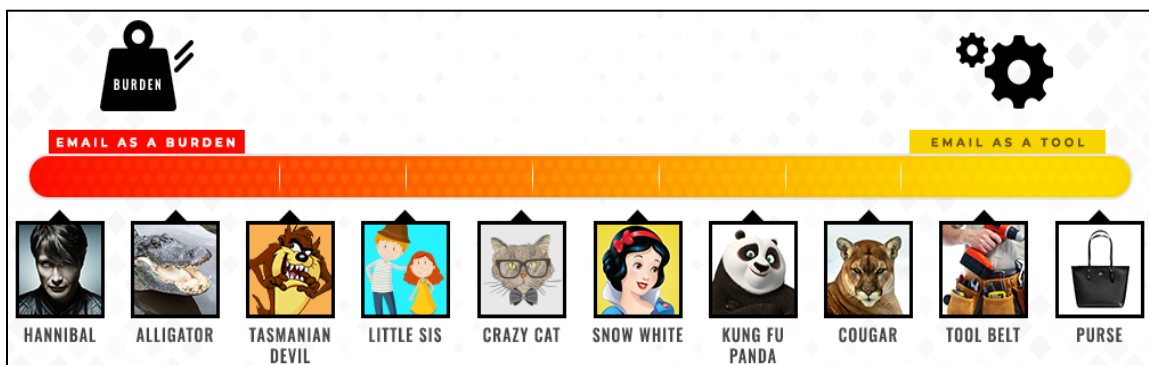 BURDEN
EMAIL AS A BURDEN
EMAIL AS A TOOL
HANNIBAL
ALLIGATOR
TASMANIAN
DEVIL
LITTLE SIS
CRAZY CAT
SNOW WHITE
KUNG FU
PANDA
COUGAR
TOOL BELT
PURSE